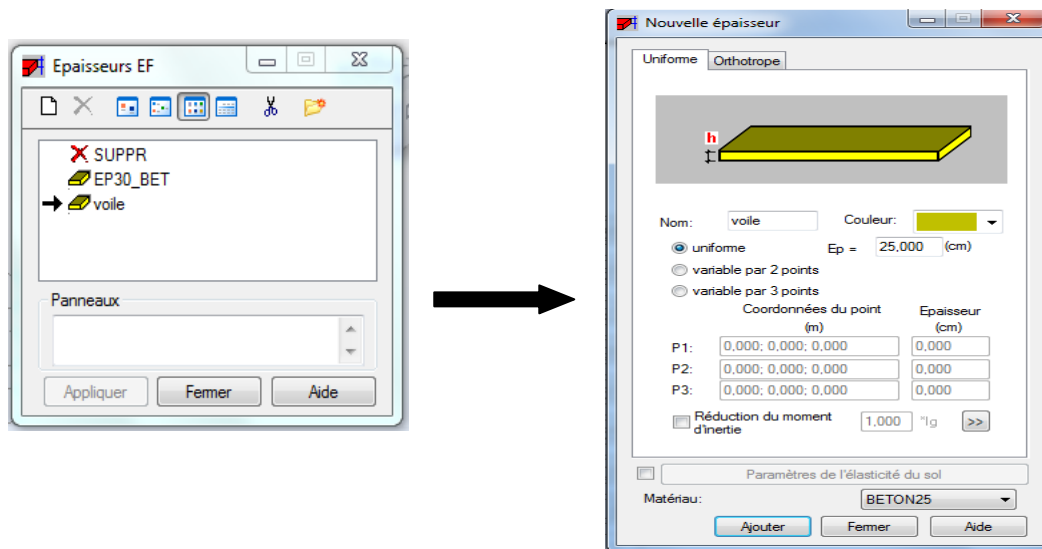 Epaisseurs EF
SUPPR
EP30_BET
voile
Panneaux
Appliquer Fermer Aide
Nouvelle épaisseur
Uniforme Orthotrope
h
Nom: voile Couleur:
uniforme Ep = 25,000 (cm)
variable par 2 points
variable par 3 points
Coordonnées du point Epaisseur
(m) (cm)
P1: 0,000; 0,000; 0,000 0,000
P2: 0,000; 0,000; 0,000 0,000
P3: 0,000; 0,000; 0,000 0,000
Réduction du moment
d'inertie 1,000 *Ig >>
Paramètres de l'élasticité du sol
Matériau: BETON25
Ajouter Fermer Aide